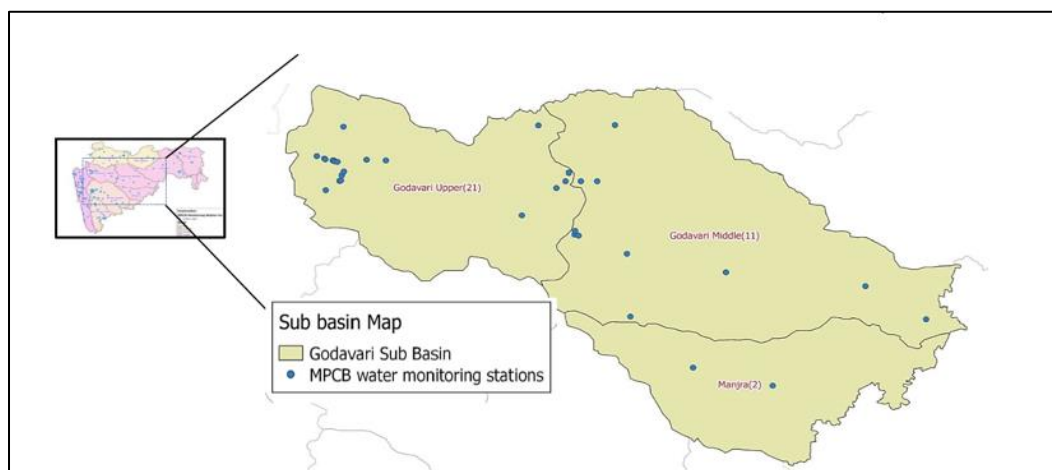 Godavari Upper(21)
Godavari Middle(11)
Sub basin Map
Godavari Sub Basin
MPCB water monitoring stations
Manjra(2)